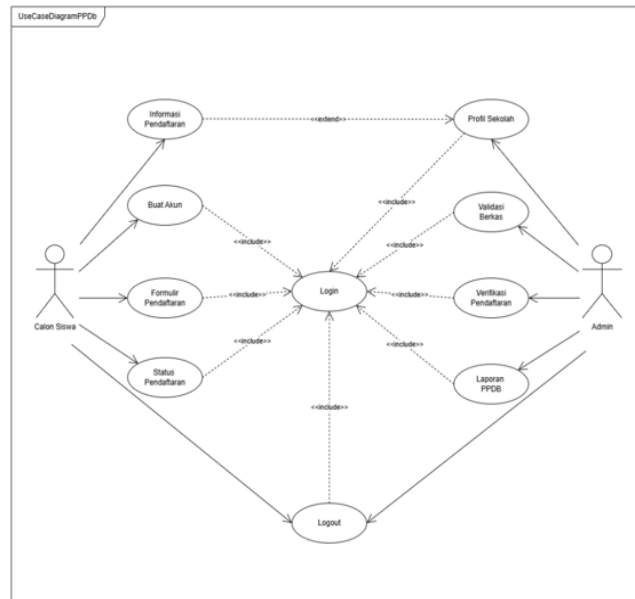 UseCaseDiagramPPDb
Informasi
Pendaftaran
<<extend>>
Profil Sekolah
Buat Akun
<<include>>
<<include>>
Validasi
Berkas
<<include>>
<<include>>
Calon Siswa
Formulir
Pendaftaran
<<include>>
Login
<<include>>
Verifikasi
Pendaftaran
Admin
Status
Pendaftaran
<<include>>
<<include>>
Laporan
PPDB
<<include>>
Logout